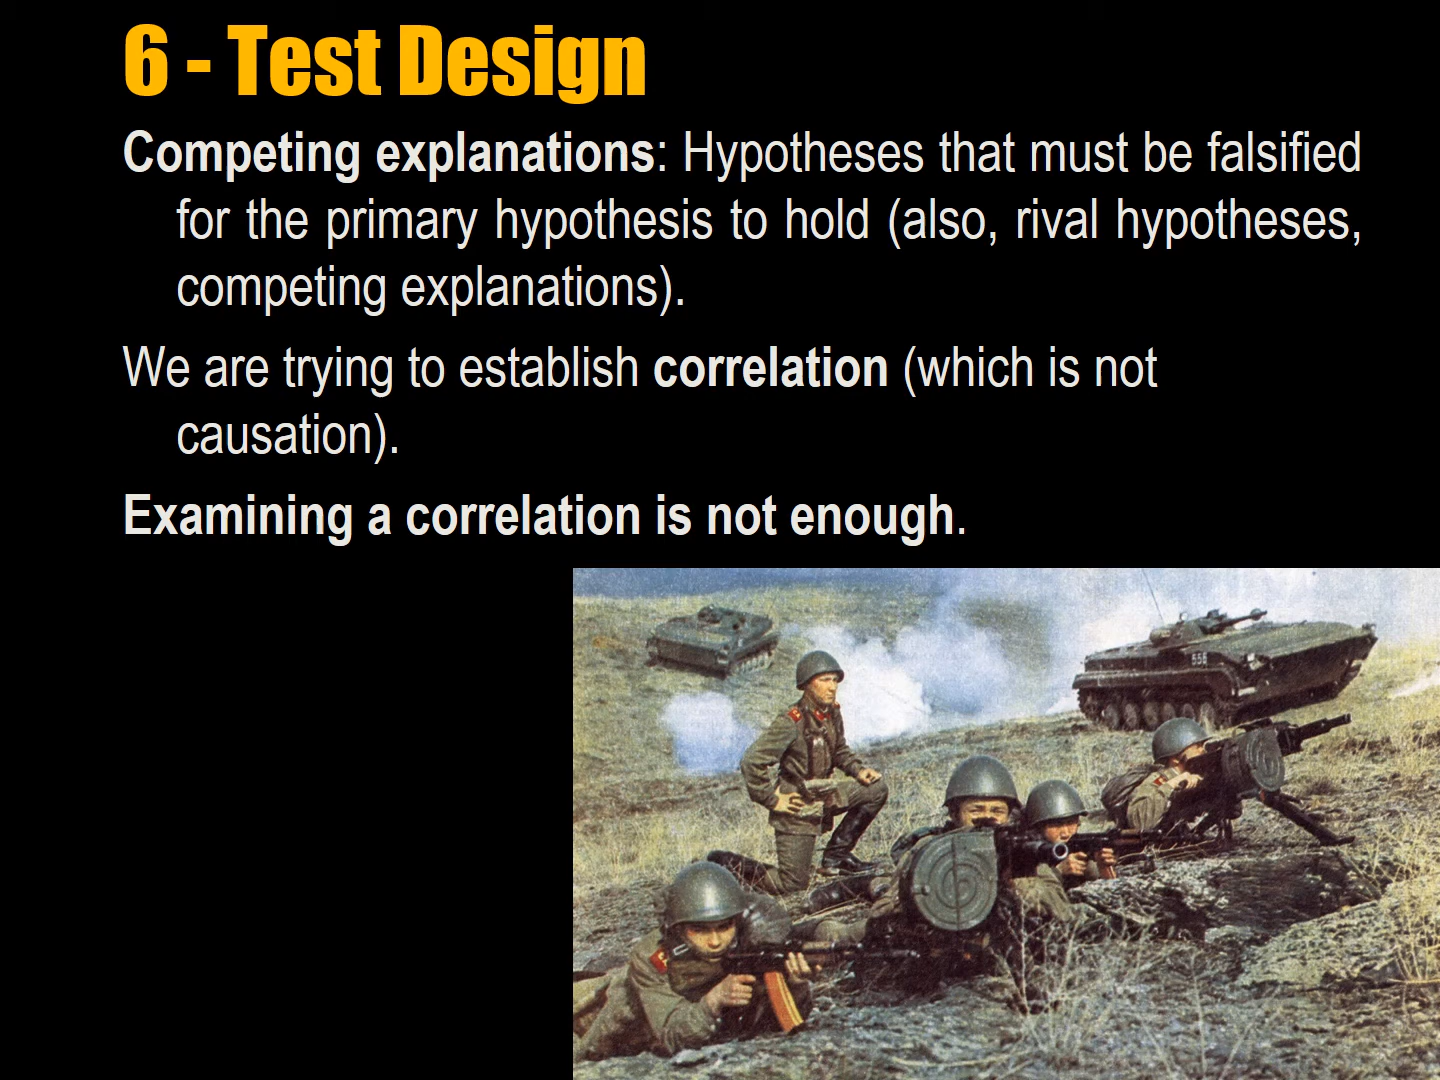 6 - Test Design
Competing explanations: Hypotheses that must be falsified
for the primary hypothesis to hold (also, rival hypotheses,
competing explanations).
We are trying to establish correlation (which is not
causation).
Examining a correlation is not enough.